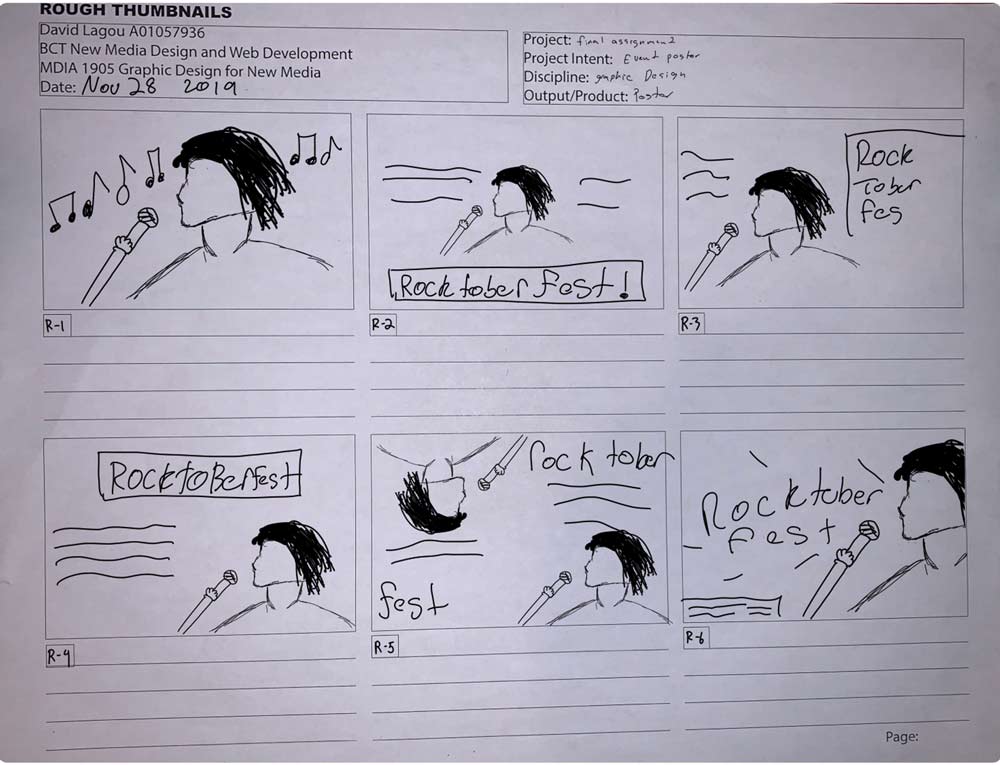 ROUGH THUMBNAILS
David Lagou A01057936
BCT New Media Design and Web Development
MDIA 1905 Graphic Design for New Media
Date: Nov 28 2019
Project: final assignment
Project Intent: Event poster
Discipline: graphic Design
Output/Product: Poster
R-1
Rocktober fest!
R-2
Rock
Tober
fes
R-3
RocktoBerfest
R-4
rock tober
fest
R-5
Rocktober
fest
R-6
Page: